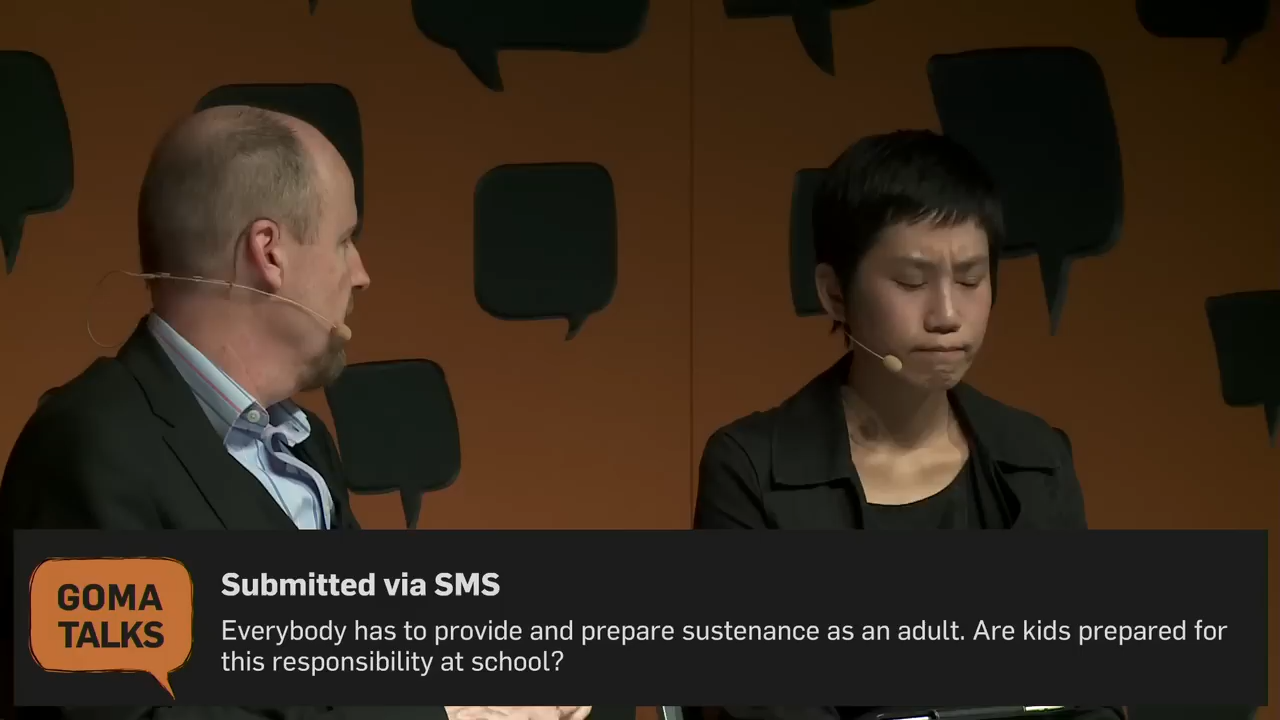 GOMA
TALKS
Submitted via SMS
Everybody has to provide and prepare sustenance as an adult. Are kids prepared for
this responsibility at school?